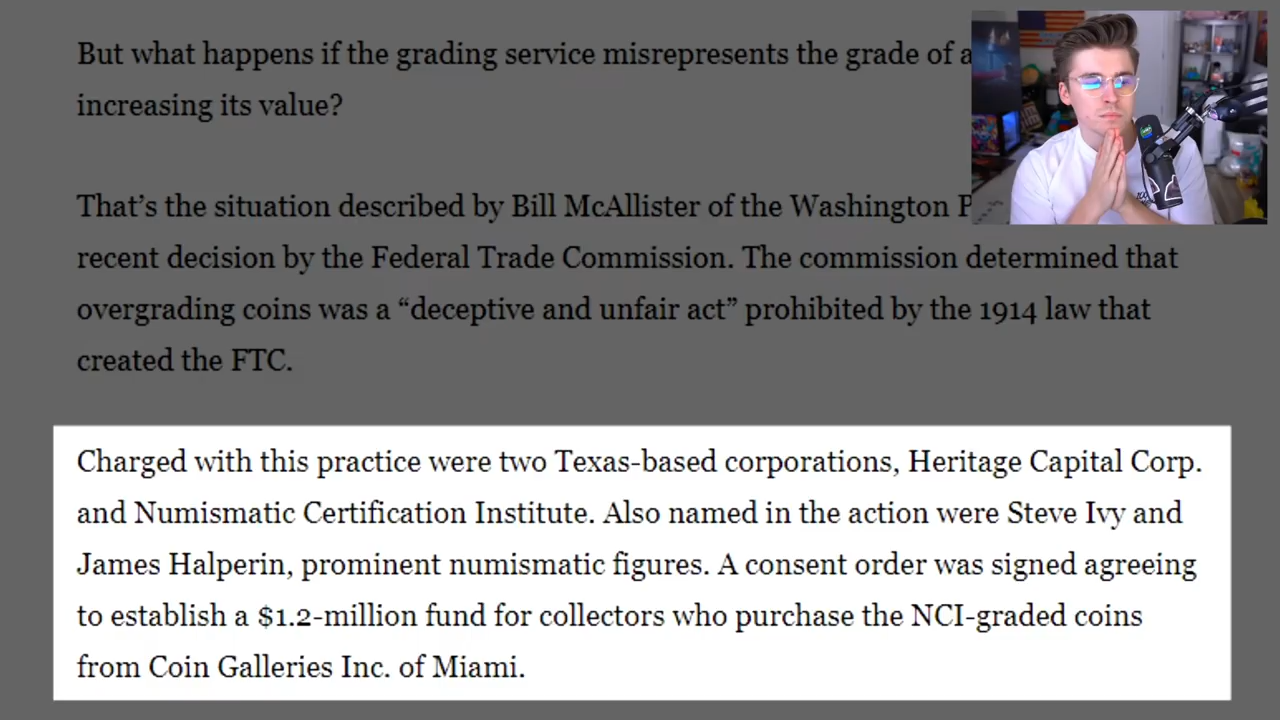 But what happens if the grading service misrepresents the grade of a
increasing its value?
That’s the situation described by Bill McAllister of the Washington P
recent decision by the Federal Trade Commission. The commission determined that
overgrading coins was a “deceptive and unfair act” prohibited by the 1914 law that
created the FTC.
Charged with this practice were two Texas-based corporations, Heritage Capital Corp.
and Numismatic Certification Institute. Also named in the action were Steve Ivy and
James Halperin, prominent numismatic figures. A consent order was signed agreeing
to establish a $1.2-million fund for collectors who purchase the NCI-graded coins
from Coin Galleries Inc. of Miami.